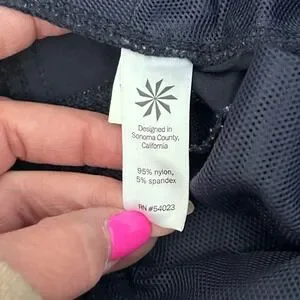 Designed in
Sonoma County,
California
95% nylon,
5% spandex
RN #54023